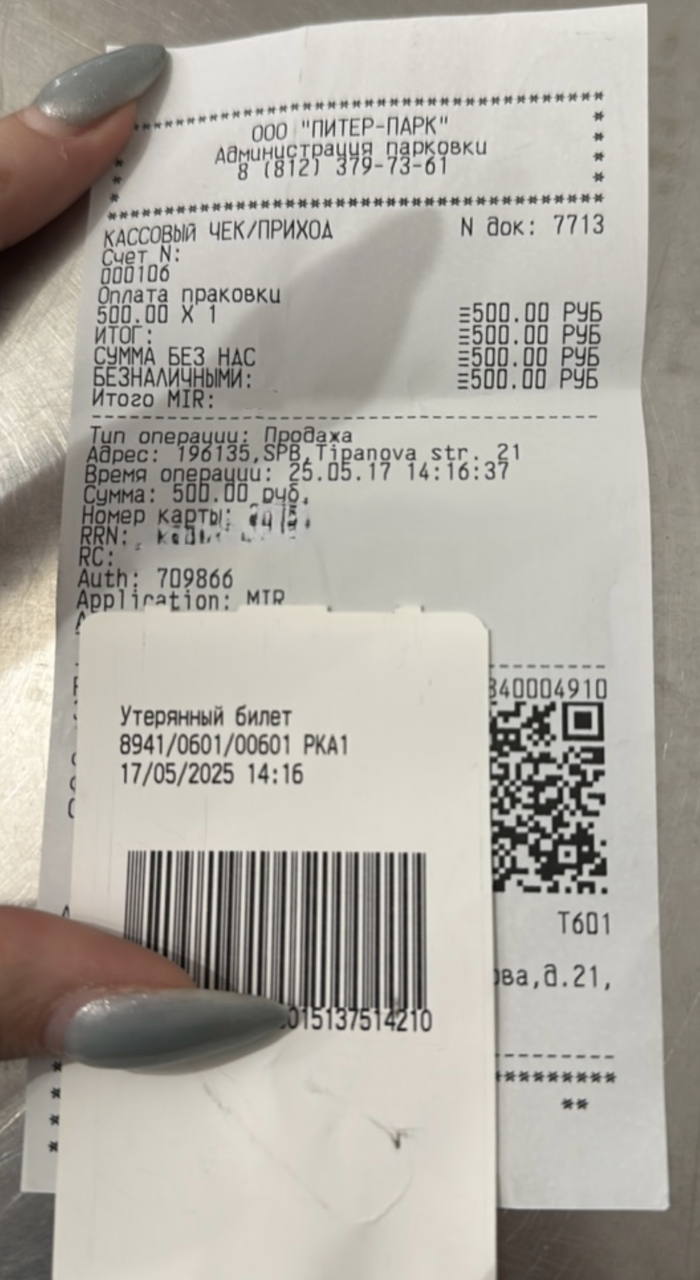 ****************************************
ООО "ПИТЕР-ПАРК"
Администрация парковки
8 (812) 379-73-61
****************************************
КАССОВЫЙ ЧЕК/ПРИХОД N док: 7713
Счет N:
000106
Оплата праковки
500.00 X 1 ≡500.00 РУБ
ИТОГ: ≡500.00 РУБ
СУММА БЕЗ НДС ≡500.00 РУБ
БЕЗНАЛИЧНЫМИ: ≡500.00 РУБ
Итого MIR:
Тип операции: Продажа
Адрес: 196135,SPB,Tipanova str. 21
Время операции: 25.05.17 14:16:37
Сумма: 500.00 руб.
Номер карты:
RRN:
RC:
Auth: 709866
Application: MIR
340004910
Утерянный билет
8941/0601/00601 PKA1
17/05/2025 14:16
T601
ова,д.21,
015137514210
*********
**